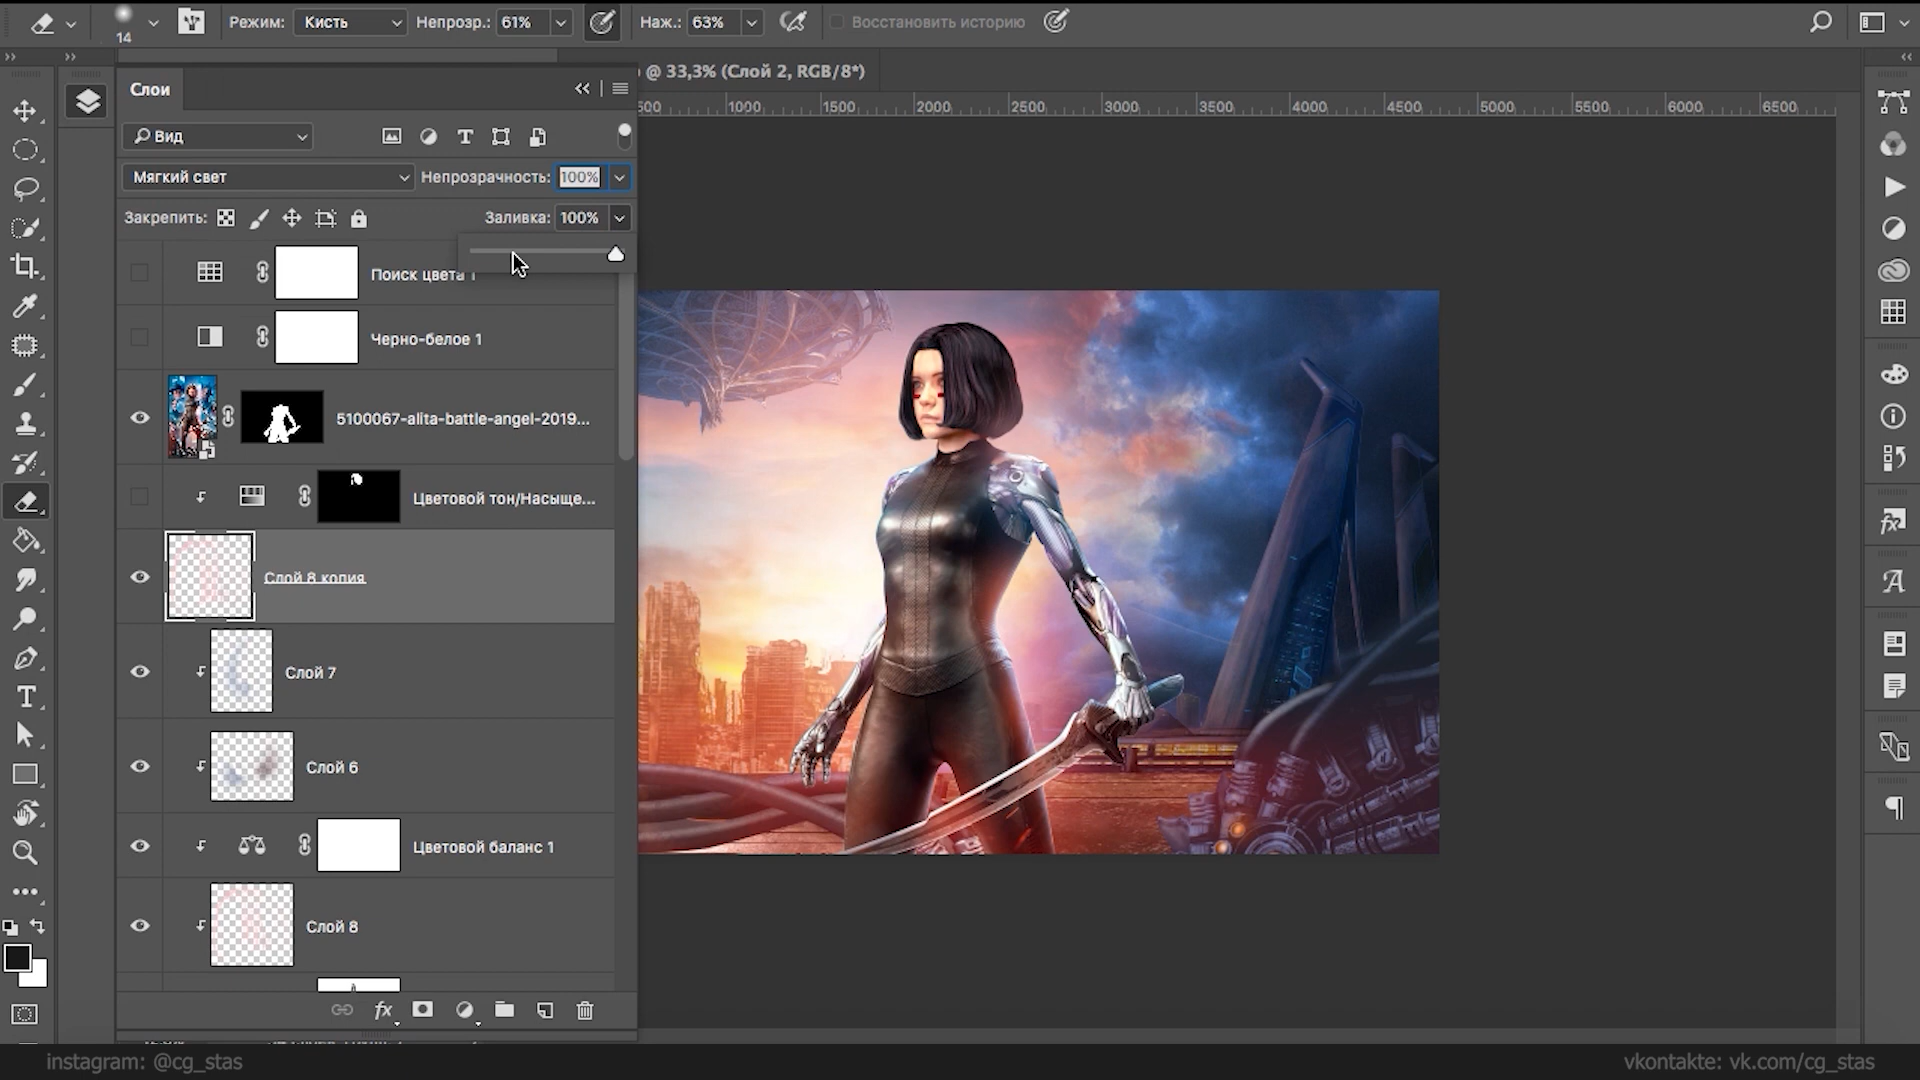 14
Режим:
Кисть
Непрозр.:
61%
Наж.:
63%
Восстановить историю
Слои
@ 33,3% (Слой 2, RGB/8*)
500 1000 1500 2000 2500 3000 3500 4000 4500 5000 5500 6000 6500
Вид
Мягкий свет
Непрозрачность:
100%
Закрепить:
Заливка:
100%
Поиск цвета 1
Черно-белое 1
5100067-alita-battle-angel-2019...
Цветовой тон/Насыще...
Слой 8 копия
Слой 7
Слой 6
Цветовой баланс 1
Слой 8
fx
instagram: @cg_stas
vkontakte: vk.com/cg_stas